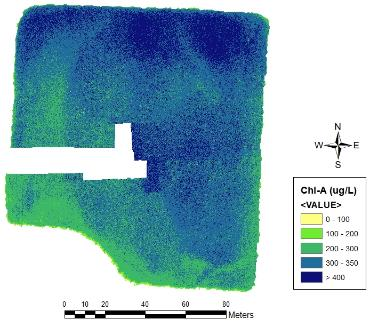 N
W E
S
Chl-A (ug/L)
<VALUE>
0 - 100
100 - 200
200 - 300
300 - 350
> 400
0 10 20 40 60 80
Meters